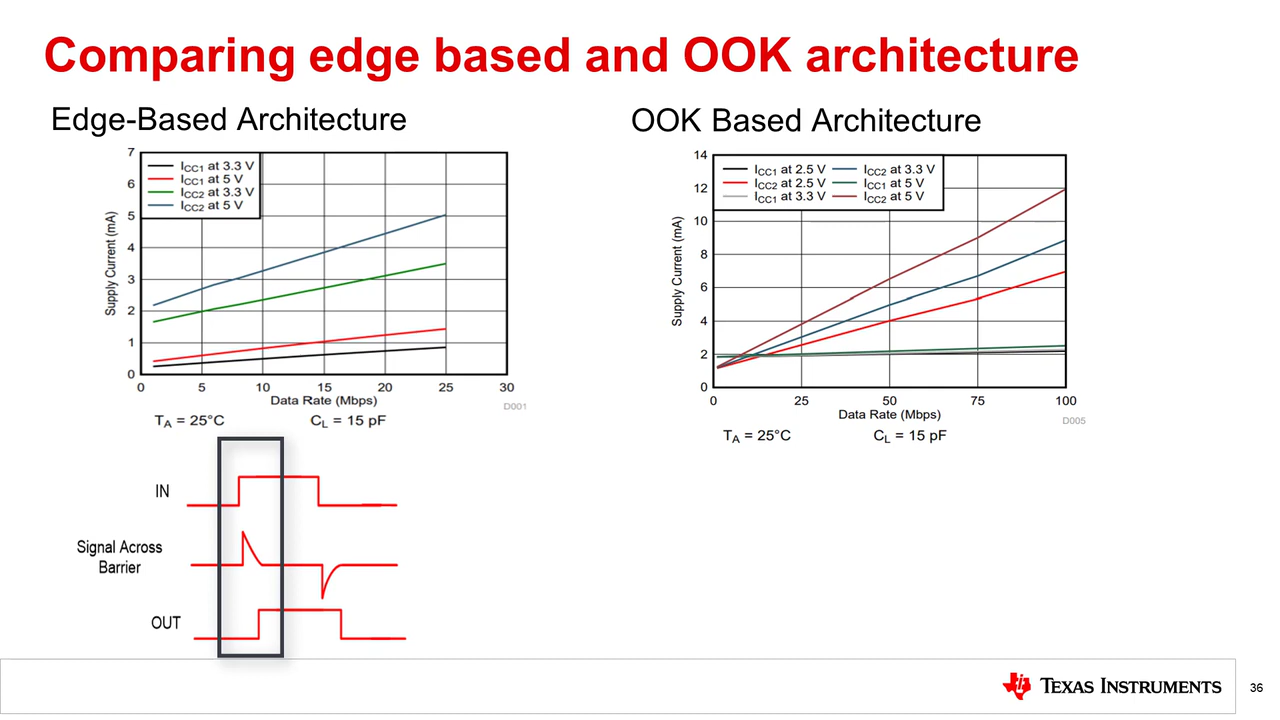 Comparing edge based and OOK architecture
Edge-Based Architecture
7
6
5
4
3
2
1
0
Supply Current (mA)
ICC1 at 3.3 V
ICC1 at 5 V
ICC2 at 3.3 V
ICC2 at 5 V
0 5 10 15 20 25 30
Data Rate (Mbps)
D001
TA = 25°C CL = 15 pF
IN
Signal Across
Barrier
OUT
OOK Based Architecture
14
12
10
8
6
4
2
0
Supply Current (mA)
ICC1 at 2.5 V ICC2 at 3.3 V
ICC2 at 2.5 V ICC1 at 5 V
ICC1 at 3.3 V ICC2 at 5 V
0 25 50 75 100
Data Rate (Mbps)
D005
TA = 25°C CL = 15 pF
TEXAS INSTRUMENTS
36